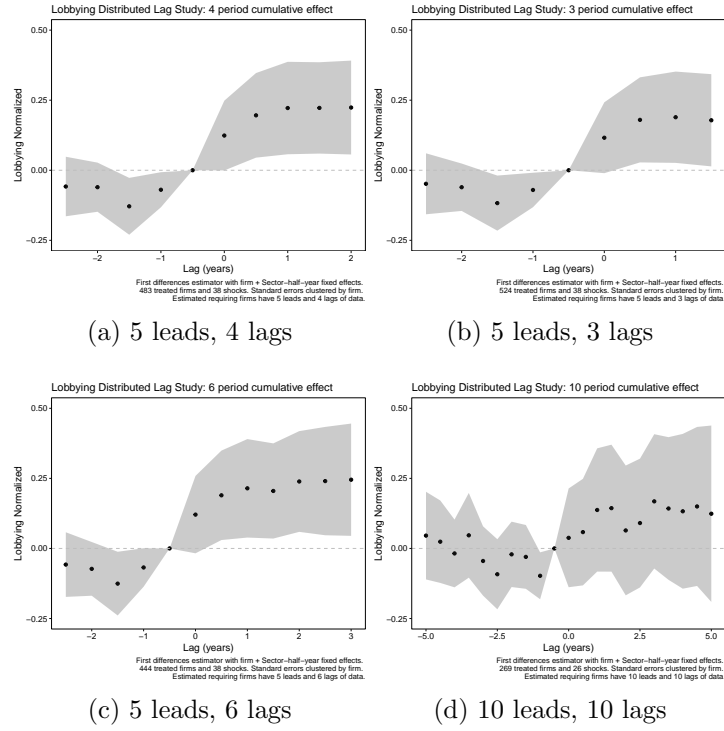 Lobbying Distributed Lag Study: 4 period cumulative effect
0.50
0.25
0.00
−0.25
Lobbying Normalized
−2 −1 0 1 2
Lag (years)
First differences estimator with firm + Sector−half−year fixed effects.
483 treated firms and 38 shocks. Standard errors clustered by firm.
Estimated requiring firms have 5 leads and 4 lags of data.
(a) 5 leads, 4 lags
Lobbying Distributed Lag Study: 3 period cumulative effect
0.50
0.25
0.00
−0.25
Lobbying Normalized
−2 −1 0 1
Lag (years)
First differences estimator with firm + Sector−half−year fixed effects.
524 treated firms and 38 shocks. Standard errors clustered by firm.
Estimated requiring firms have 5 leads and 3 lags of data.
(b) 5 leads, 3 lags
Lobbying Distributed Lag Study: 6 period cumulative effect
0.50
0.25
0.00
−0.25
Lobbying Normalized
−2 −1 0 1 2 3
Lag (years)
First differences estimator with firm + Sector−half−year fixed effects.
444 treated firms and 38 shocks. Standard errors clustered by firm.
Estimated requiring firms have 5 leads and 6 lags of data.
(c) 5 leads, 6 lags
Lobbying Distributed Lag Study: 10 period cumulative effect
0.50
0.25
0.00
−0.25
Lobbying Normalized
−5.0 −2.5 0.0 2.5 5.0
Lag (years)
First differences estimator with firm + Sector−half−year fixed effects.
269 treated firms and 26 shocks. Standard errors clustered by firm.
Estimated requiring firms have 10 leads and 10 lags of data.
(d) 10 leads, 10 lags